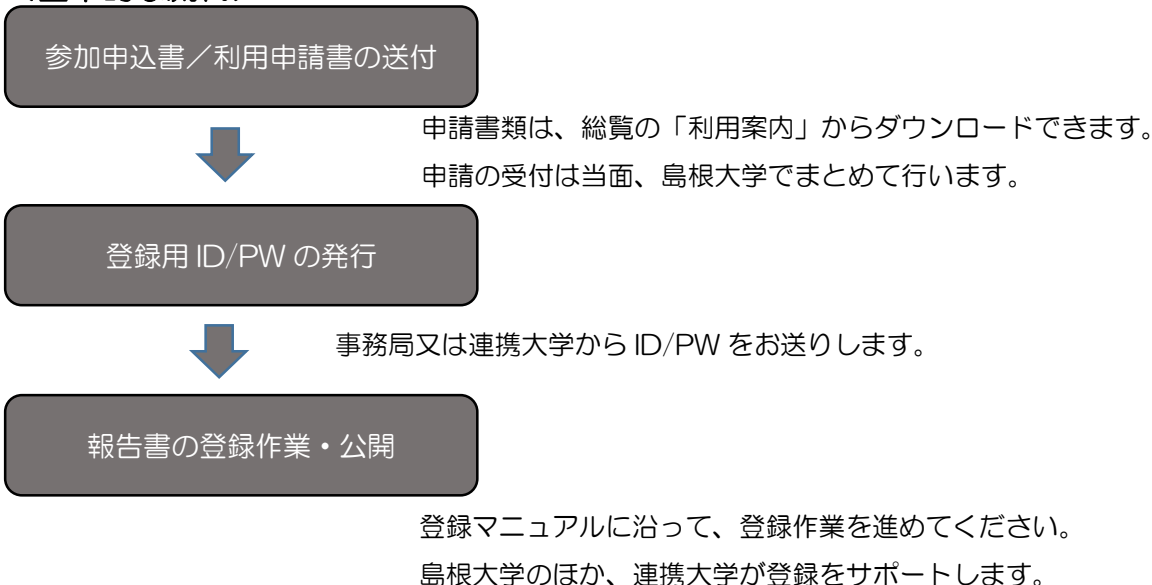 参加申込書／利用申請書の送付
申請書類は、総覧の「利用案内」からダウンロードできます。
申請の受付は当面、島根大学でまとめて行います。
登録用 ID/PW の発行
事務局又は連携大学から ID/PW をお送りします。
報告書の登録作業・公開
登録マニュアルに沿って、登録作業を進めてください。
島根大学のほか、連携大学が登録をサポートします。